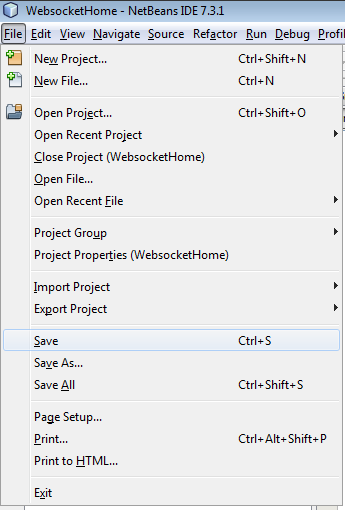 WebsocketHome - NetBeans IDE 7.3.1
File Edit View Navigate Source Refactor Run Debug Profi
New Project... Ctrl+Shift+N
New File... Ctrl+N
Open Project... Ctrl+Shift+O
Open Recent Project
Close Project (WebsocketHome)
Open File...
Open Recent File
Project Group
Project Properties (WebsocketHome)
Import Project
Export Project
Save Ctrl+S
Save As...
Save All Ctrl+Shift+S
Page Setup...
Print... Ctrl+Alt+Shift+P
Print to HTML...
Exit